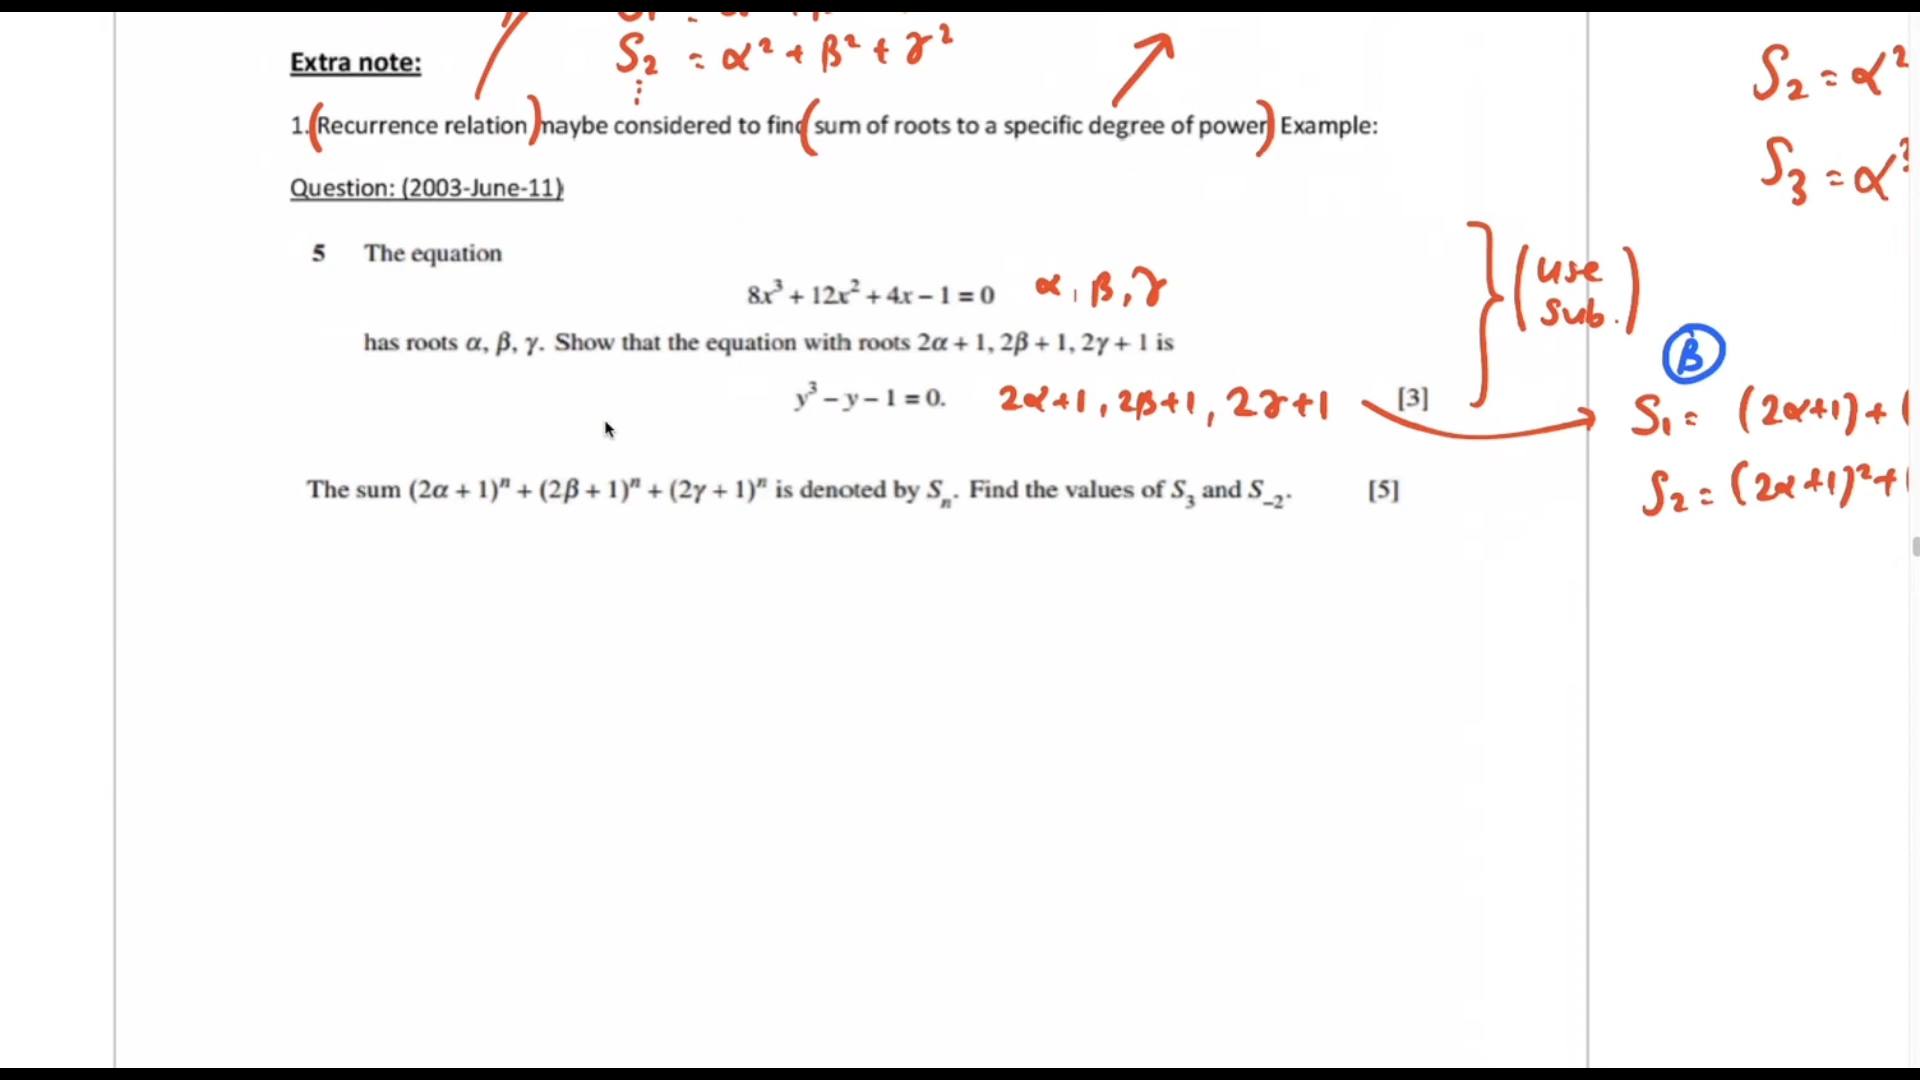 S₂ = α² + β² + γ²
⋮
Extra note:
1. (Recurrence relation) maybe considered to find (sum of roots to a specific degree of power) Example:
Question: (2003-June-11)
5 The equation
8x³ + 12x² + 4x – 1 = 0 α, β, γ
has roots α, β, γ. Show that the equation with roots 2α + 1, 2β + 1, 2γ + 1 is
y³ – y – 1 = 0. 2α+1, 2β+1, 2γ+1 [3]
The sum (2α + 1)ⁿ + (2β + 1)ⁿ + (2γ + 1)ⁿ is denoted by Sₙ. Find the values of S₃ and S₋₂. [5]
(use
sub.)
S₂ = α²
S₃ = α³
B
S₁ = (2α+1) + (
S₂ = (2α+1)² + (